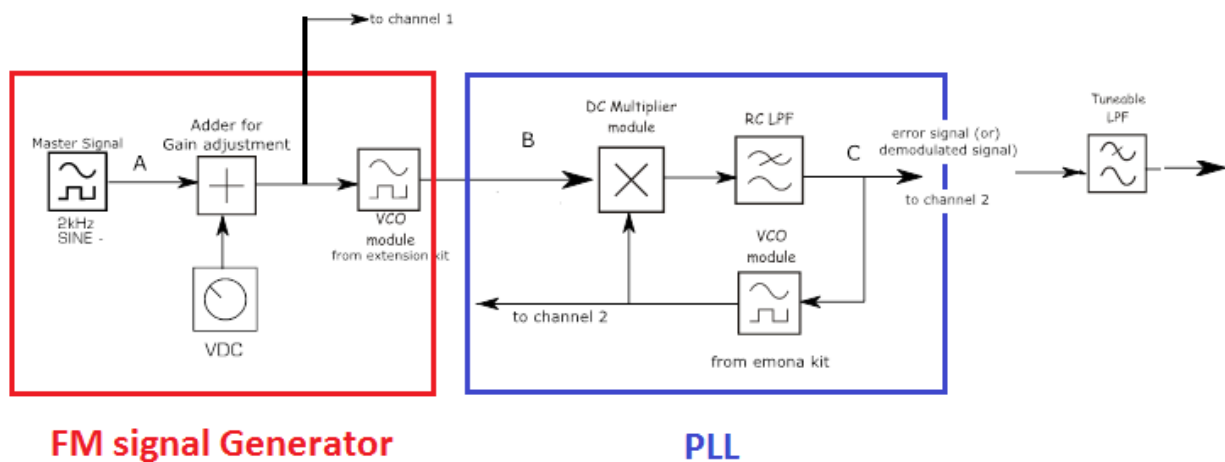 to channel 1
Master Signal
A
2kHz
SINE -
Adder for
Gain adjustment
VDC
VCO
module
from extension kit
B
DC Multiplier
module
RC LPF
C
error signal (or)
demodulated signal)
to channel 2
VCO
module
from emona kit
to channel 2
Tuneable
LPF
FM signal Generator
PLL